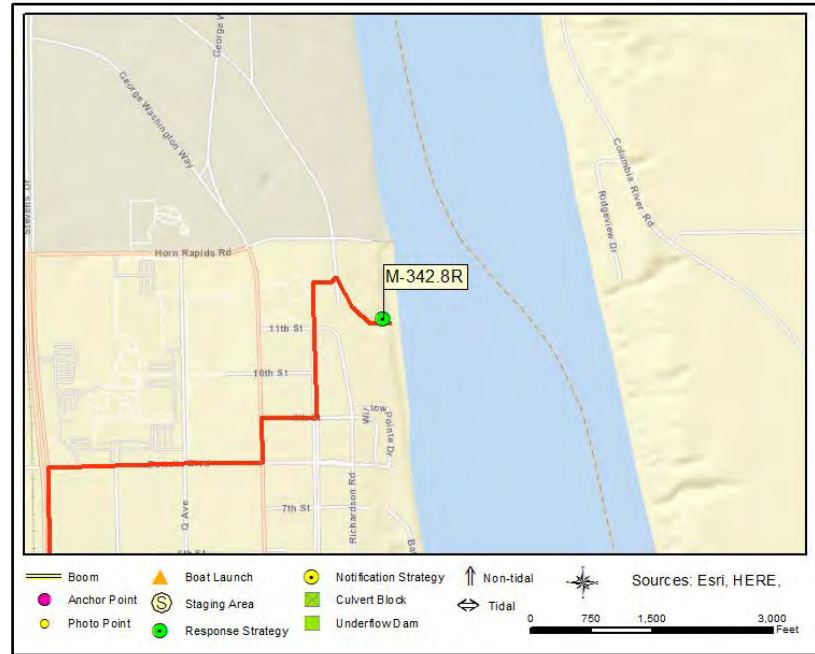 George Washington Way
George
Stevens Dr
Columbia River Rd
Ridgeview Dr
Horn Rapids Rd
M-342.8R
11th St
10th St
Pointe Dr
7th St
Q Ave
Richardson Rd
Boom
Boat Launch
Notification Strategy
Non-tidal
Sources: Esri, HERE,
Anchor Point
Staging Area
S
Culvert Block
Tidal
Photo Point
Response Strategy
Underflow Dam
0 750 1,500 3,000
Feet